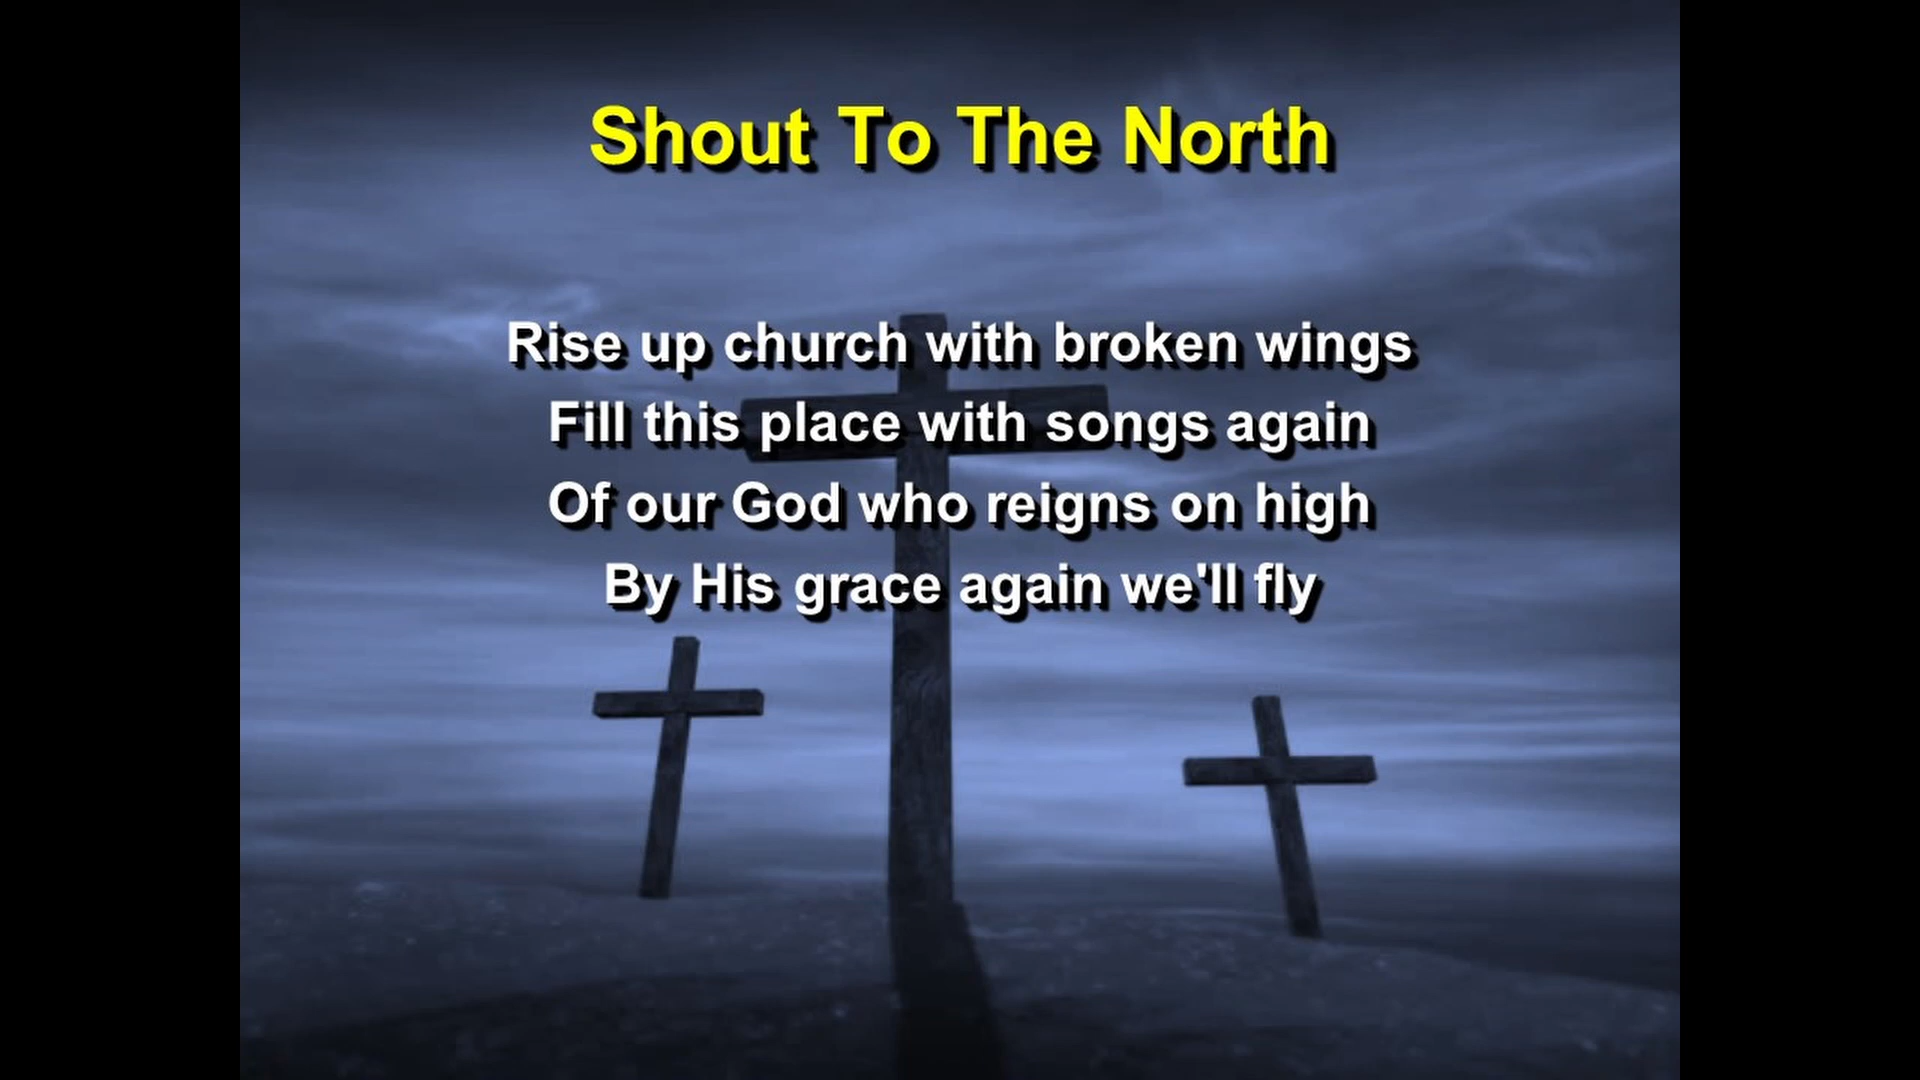 Shout To The North
Rise up church with broken wings
Fill this place with songs again
Of our God who reigns on high
By His grace again we'll fly